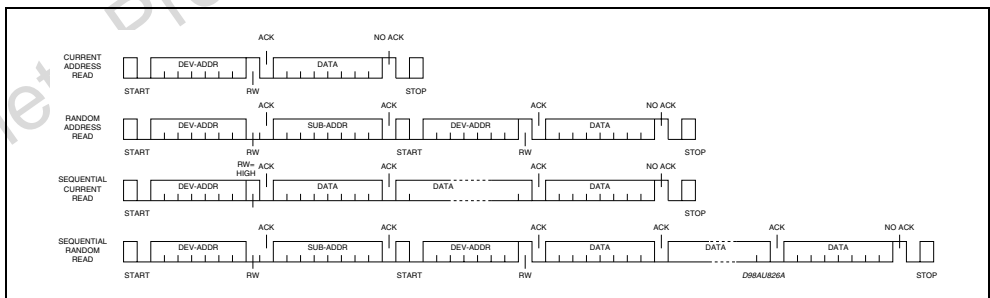 ACK NO ACK
CURRENT
ADDRESS
READ
DEV-ADDR DATA
START RW STOP
ACK ACK ACK NO ACK
RANDOM
ADDRESS
READ
DEV-ADDR SUB-ADDR DEV-ADDR DATA
START RW START RW STOP
RW=
HIGH
ACK ACK ACK NO ACK
SEQUENTIAL
CURRENT
READ
DEV-ADDR DATA DATA DATA
START STOP
ACK ACK ACK ACK ACK NO ACK
SEQUENTIAL
RANDOM
READ
DEV-ADDR SUB-ADDR DEV-ADDR DATA DATA DATA
START RW START RW D98AU826A STOP